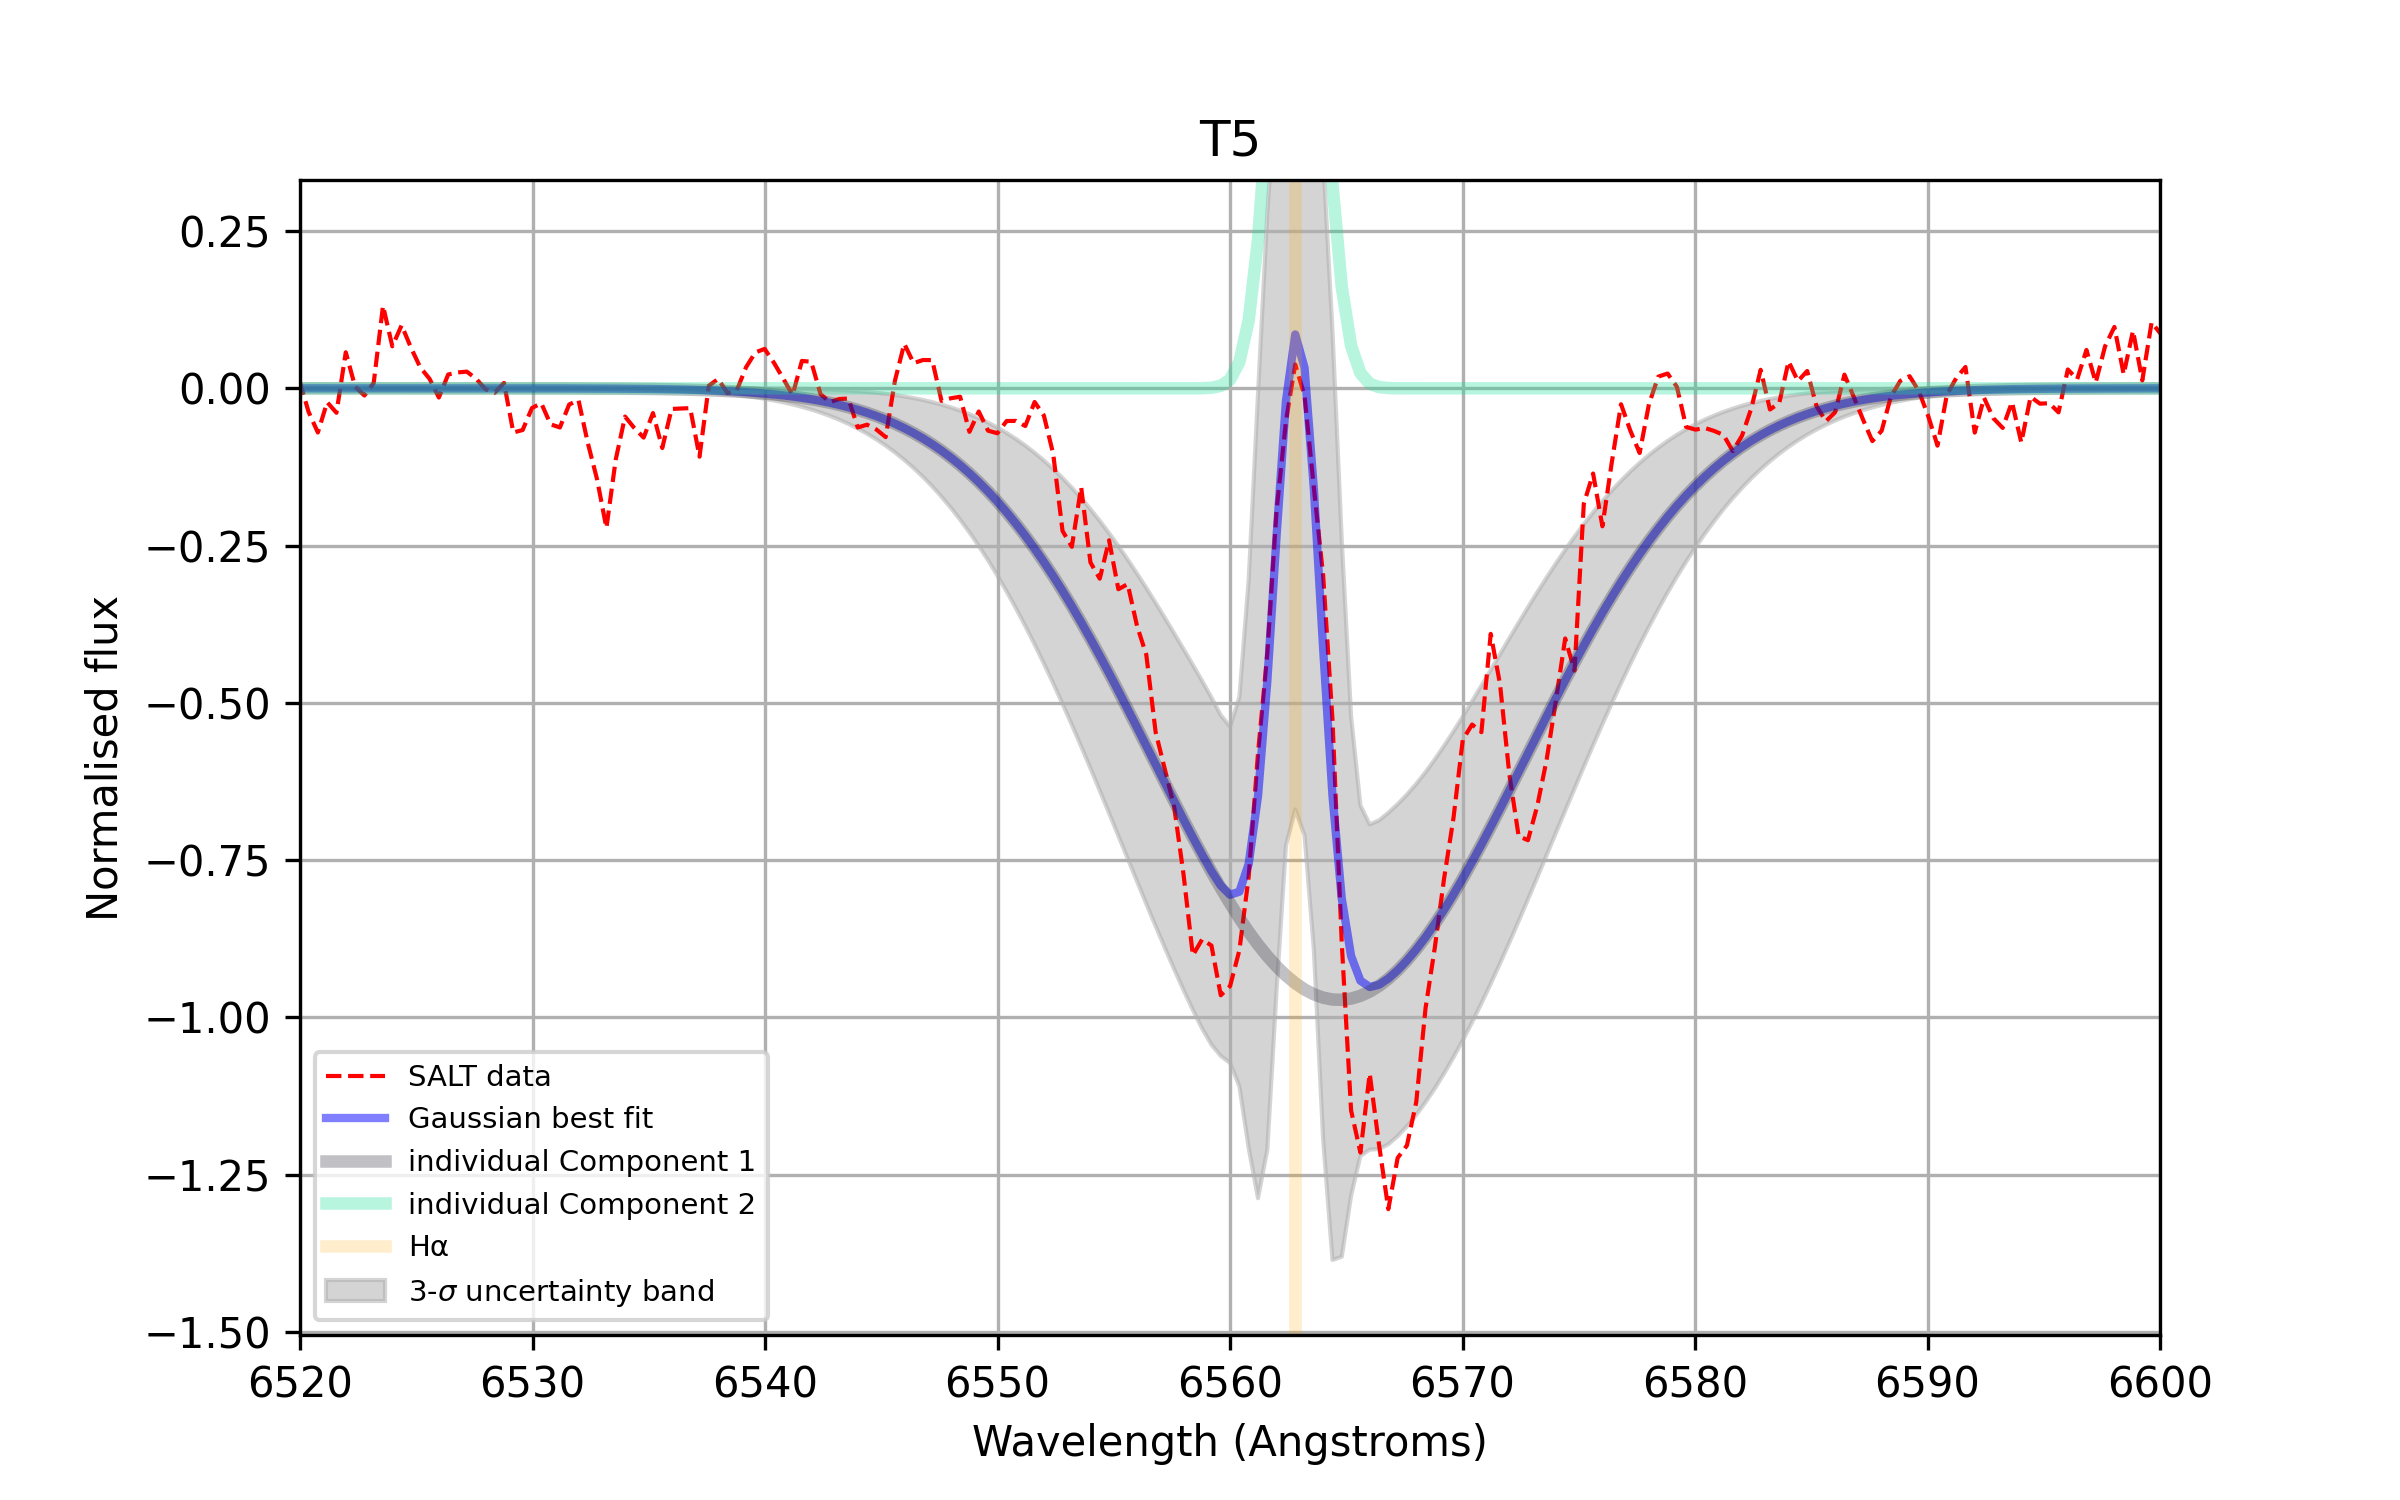 T5
0.25
0.00
−0.25
−0.50
−0.75
−1.00
−1.25
−1.50
Normalised flux
SALT data
Gaussian best fit
individual Component 1
individual Component 2
Hα
3-σ uncertainty band
6520 6530 6540 6550 6560 6570 6580 6590 6600
Wavelength (Angstroms)